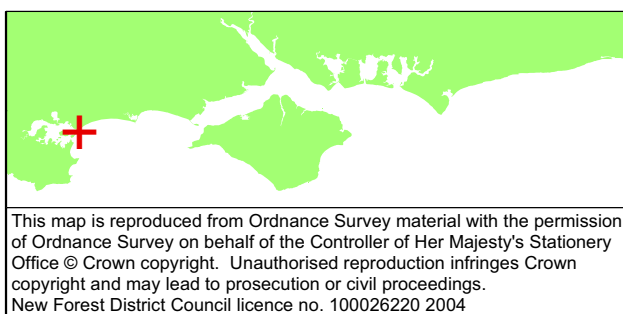 This map is reproduced from Ordnance Survey material with the permission
of Ordnance Survey on behalf of the Controller of Her Majesty's Stationery
Office © Crown copyright.  Unauthorised reproduction infringes Crown
copyright and may lead to prosecution or civil proceedings.
New Forest District Council licence no. 100026220 2004